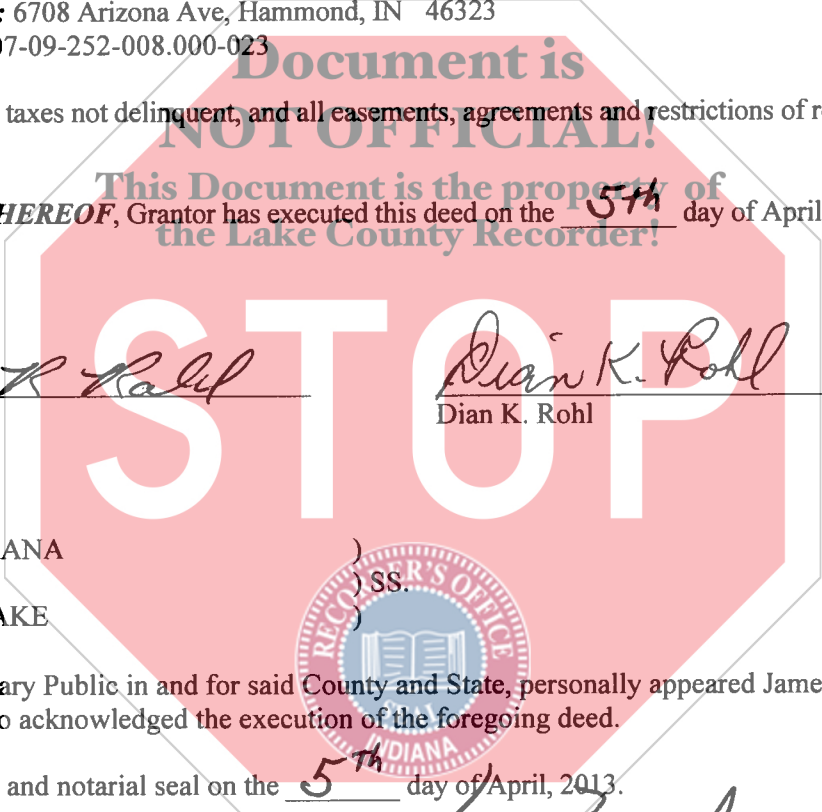 : 6708 Arizona Ave, Hammond, IN 46323
07-09-252-008.000-023
Document is
taxes not delinquent, and all easements, agreements and restrictions of r
NOT OFFICIAL!
This Document is the property of
HEREOF, Grantor has executed this deed on the 5th day of April
the Lake County Recorder!
STOP
R Dian K. Rohl
Dian K. Rohl
ANA )
) SS.
AKE )
RECORDER'S OFFICE
SEAL
INDIANA
ary Public in and for said County and State, personally appeared Jame
o acknowledged the execution of the foregoing deed.
and notarial seal on the 5th day of April, 2013.